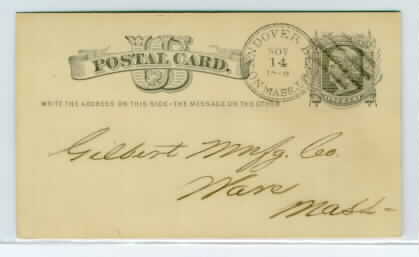 POSTAL CARD.
WRITE THE ADDRESS ON THIS SIDE - THE MESSAGE ON THE OTHER
NOV
14
MASS.
Gilbert Mnfg. Co.
Ware
Mass-